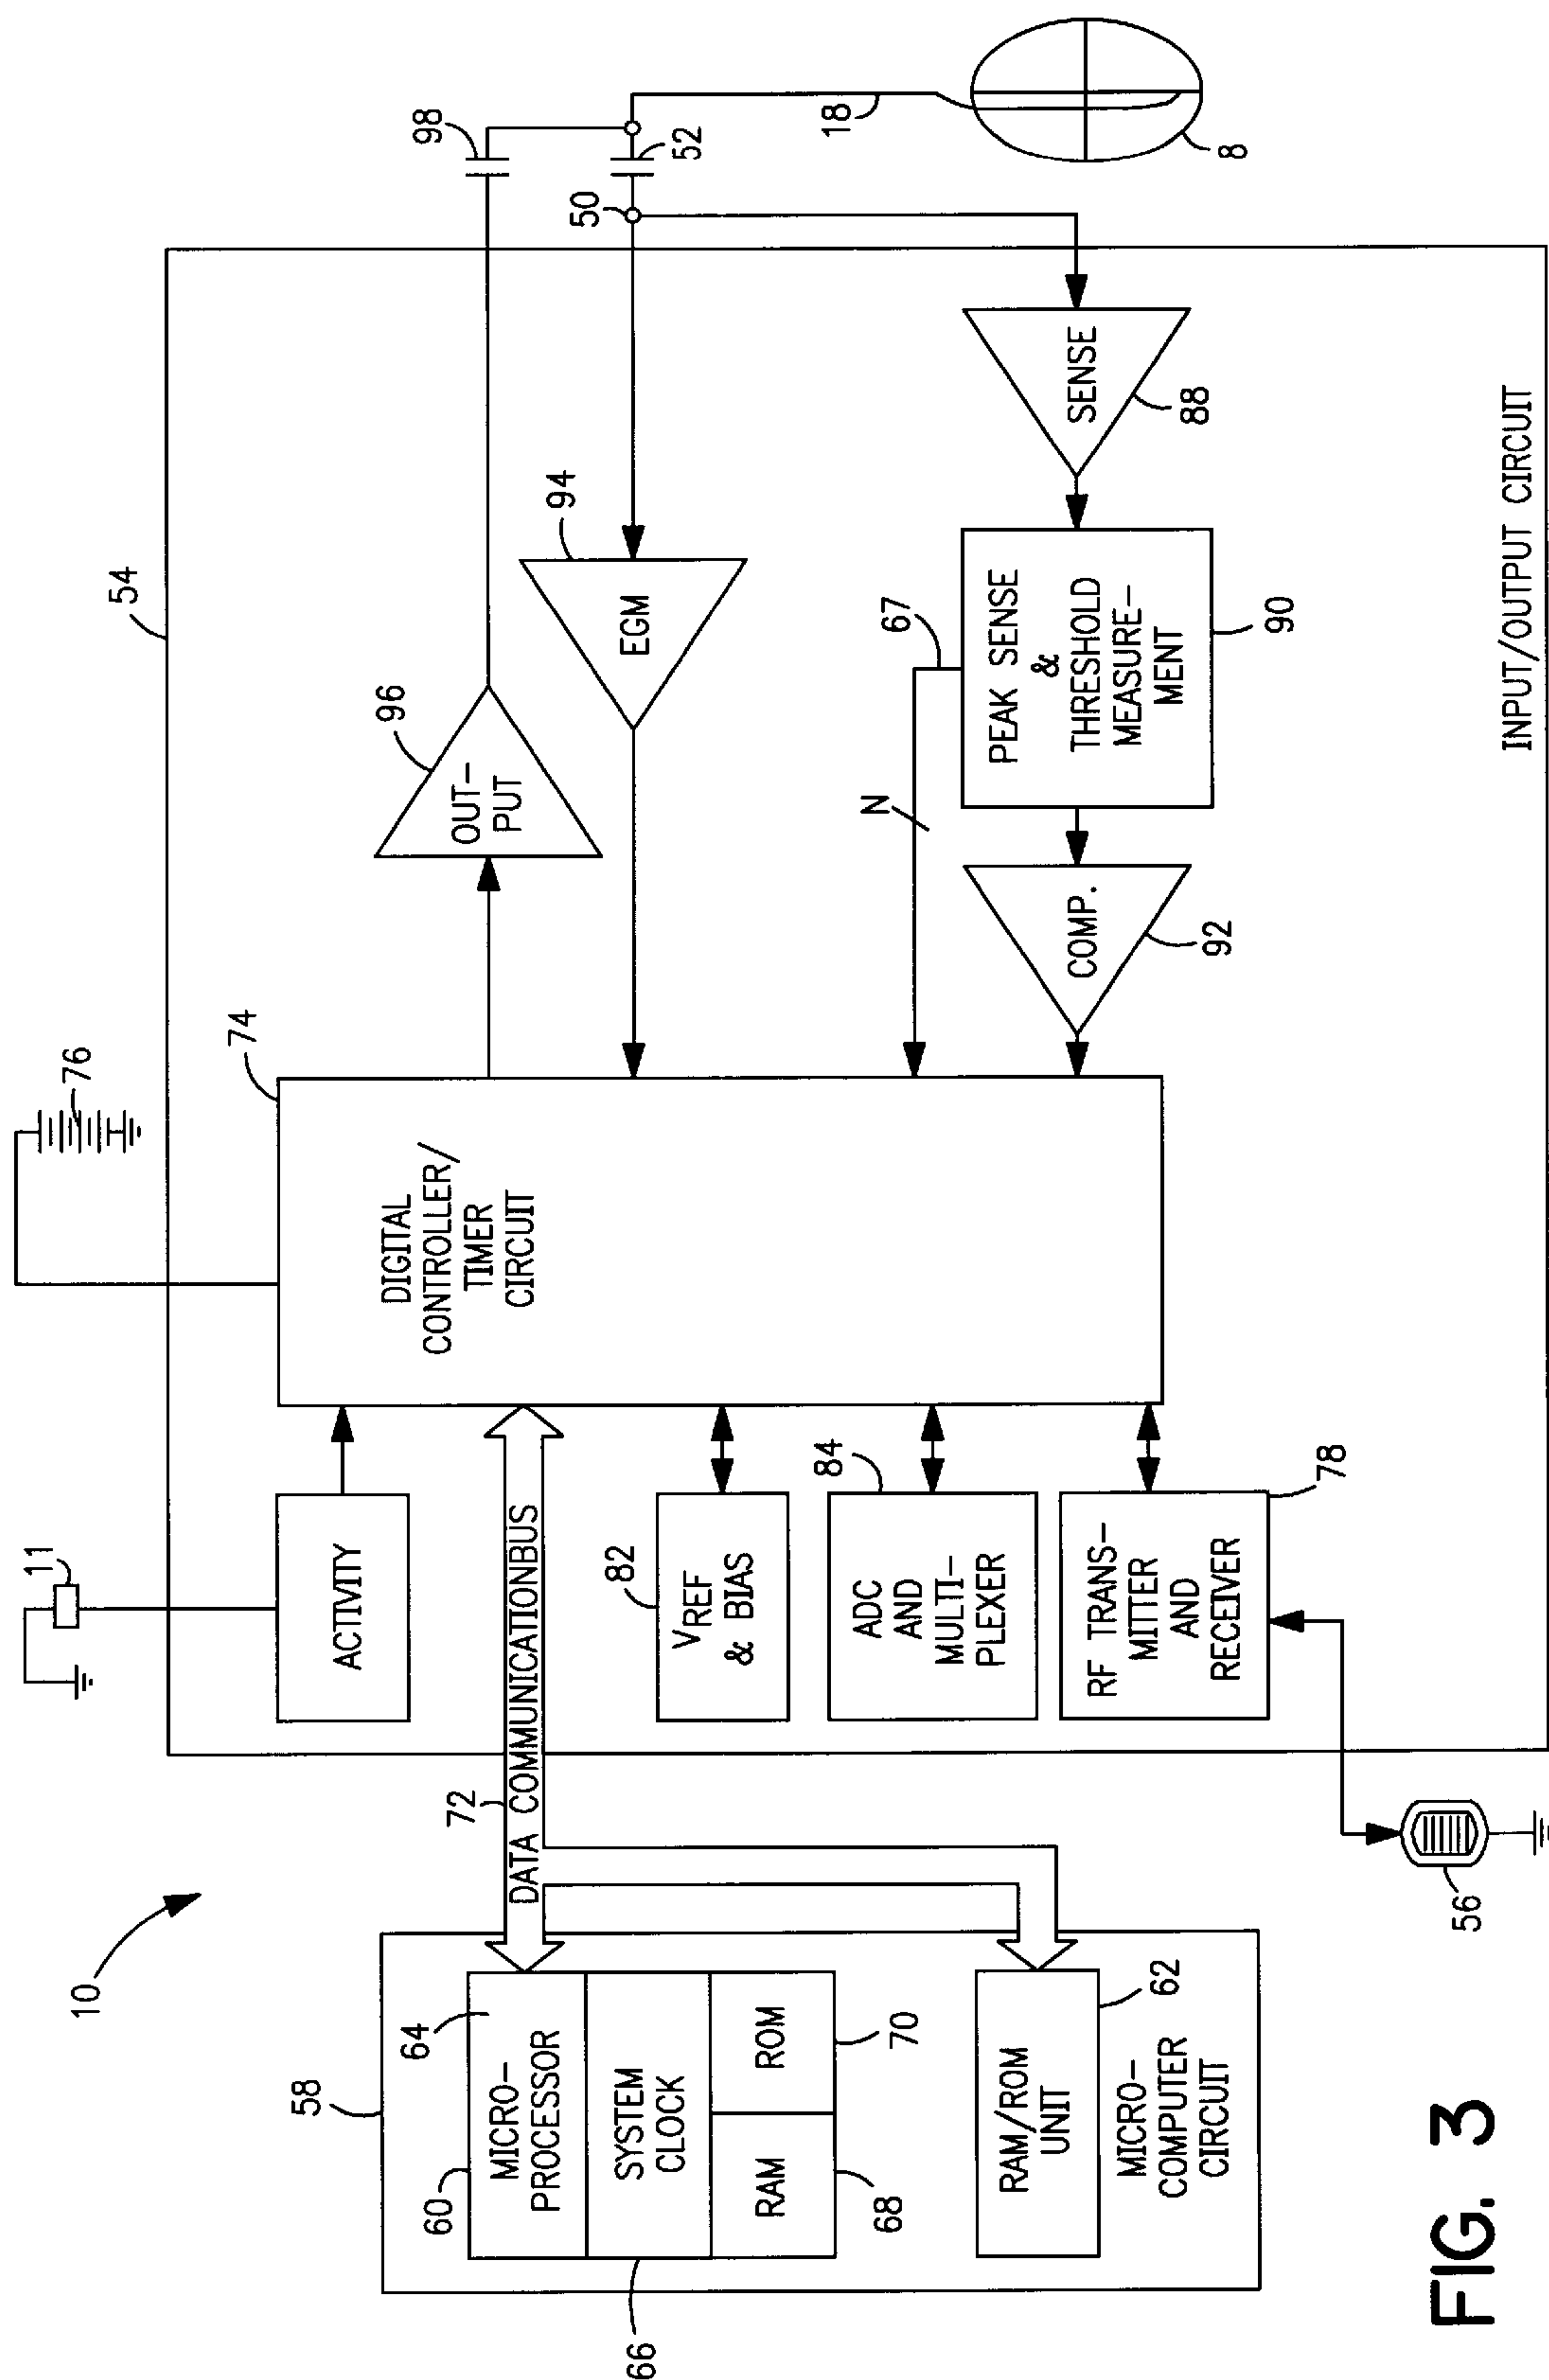 10
11
76
54
58
60
64
MICRO-
PROCESSOR
66
SYSTEM
CLOCK
RAM
ROM
68
70
RAM/ROM
UNIT
62
MICRO-
COMPUTER
CIRCUIT
72
DATA COMMUNICATIONBUS
ACTIVITY
82
VREF
& BIAS
84
ADC
AND
MULTI-
PLEXER
RF TRANS-
MITTER
AND
RECEIVER
78
56
74
DIGITAL
CONTROLLER/
TIMER
CIRCUIT
96
OUT-
PUT
94
EGM
67
N
PEAK SENSE
&
THRESHOLD
MEASURE-
MENT
90
COMP.
92
SENSE
88
98
50
52
18
8
INPUT/OUTPUT CIRCUIT
FIG. 3